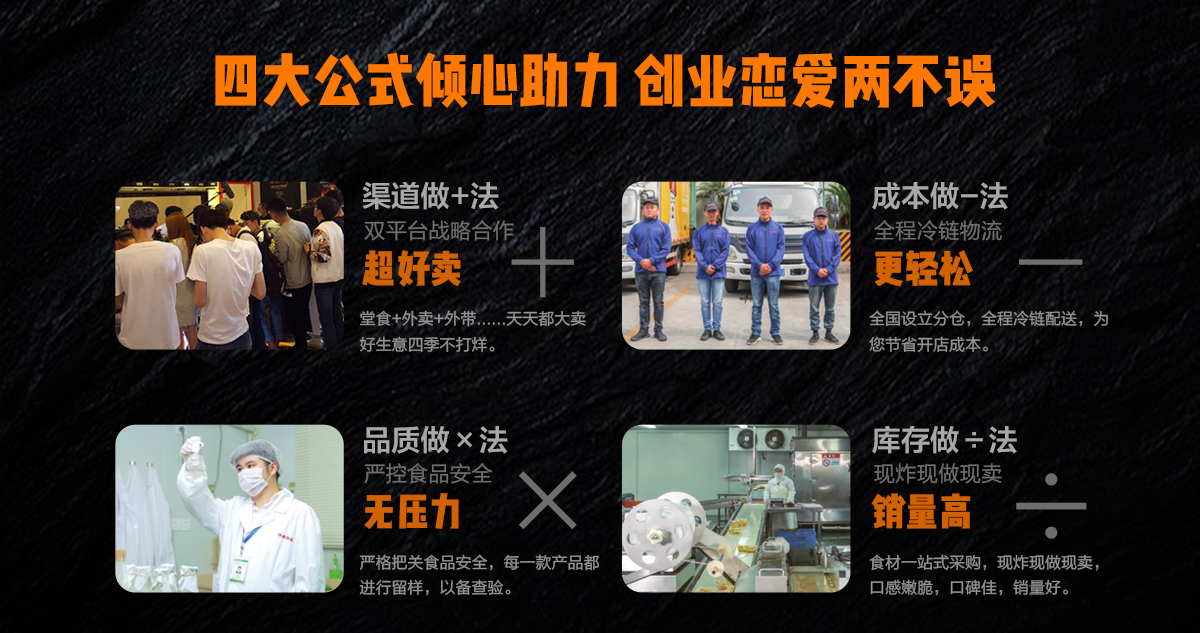 四大公式倾心助力 创业恋爱两不误
渠道做+法
双平台战略合作
超好卖
堂食+外卖+外带......天天都大卖
好生意四季不打烊。
成本做-法
全程冷链物流
更轻松
全国设立分仓，全程冷链配送，为
您节省开店成本。
品质做×法
严控食品安全
无压力
严格把关食品安全，每一款产品都
进行留样，以备查验。
库存做÷法
现炸现做现卖
销量高
食材一站式采购，现炸现做现卖，
口感嫩脆，口碑佳，销量好。